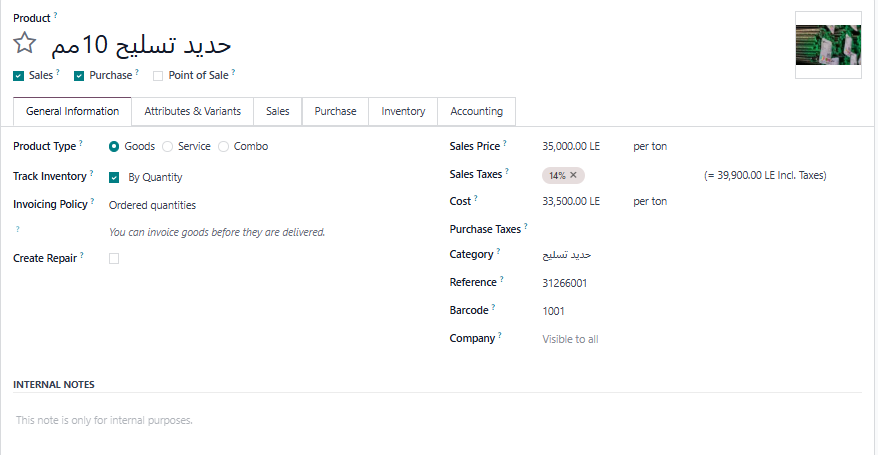 Product ?
حديد تسليح 10مم
Sales ? Purchase ? Point of Sale ?
General Information Attributes & Variants Sales Purchase Inventory Accounting
Product Type ? Goods Service Combo
Track Inventory ? By Quantity
Invoicing Policy ? Ordered quantities
? You can invoice goods before they are delivered.
Create Repair ?
Sales Price ? 35,000.00 LE per ton
Sales Taxes ? 14% × (= 39,900.00 LE Incl. Taxes)
Cost ? 33,500.00 LE per ton
Purchase Taxes ?
Category ? حديد تسليح
Reference ? 31266001
Barcode ? 1001
Company ? Visible to all
INTERNAL NOTES
This note is only for internal purposes.